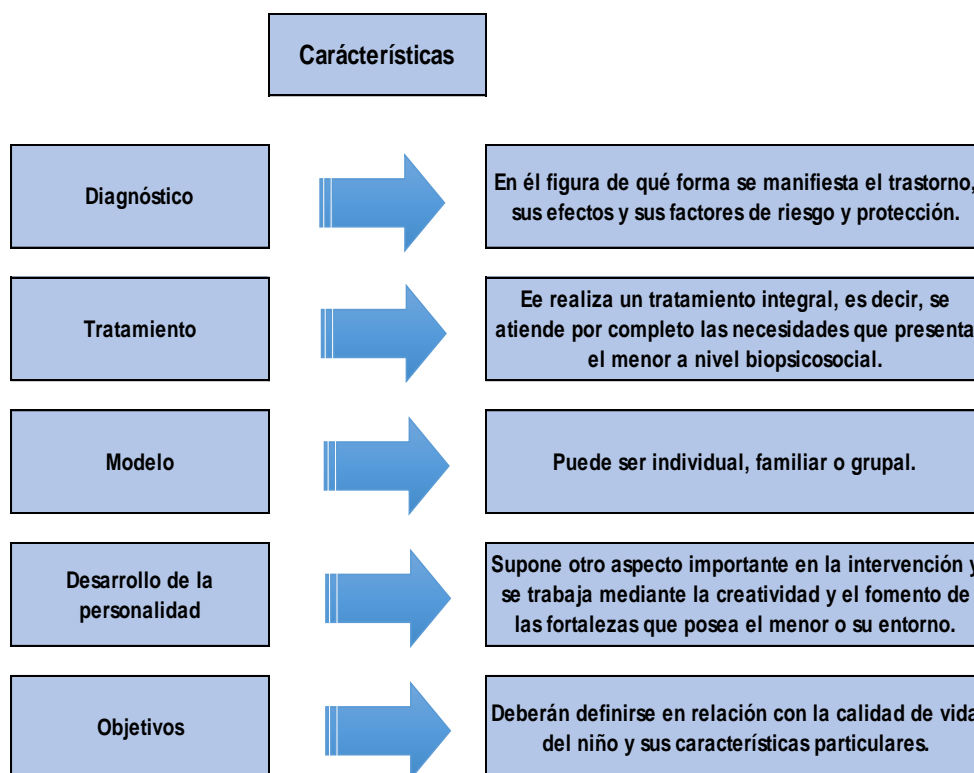 Carácterísticas
Diagnóstico
En él figura de qué forma se manifiesta el trastorno,
sus efectos y sus factores de riesgo y protección.
Tratamiento
Ee realiza un tratamiento integral, es decir, se
atiende por completo las necesidades que presenta
el menor a nivel biopsicosocial.
Modelo
Puede ser individual, familiar o grupal.
Desarrollo de la
personalidad
Supone otro aspecto importante en la intervención y
se trabaja mediante la creatividad y el fomento de
las fortalezas que posea el menor o su entorno.
Objetivos
Deberán definirse en relación con la calidad de vida
del niño y sus características particulares.